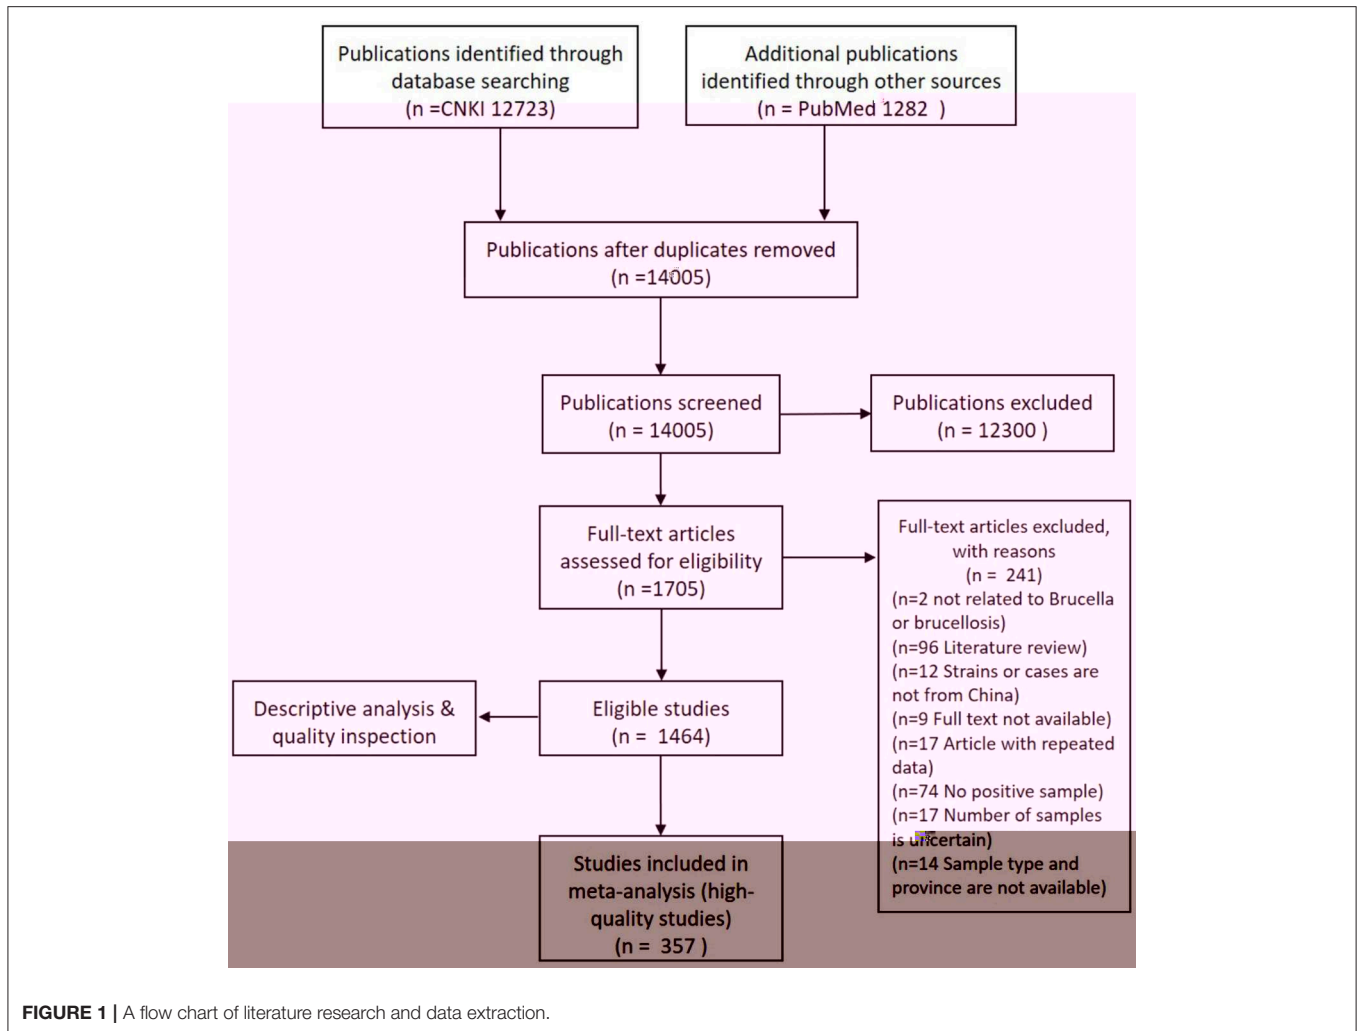 Publications identified through
database searching
(n =CNKI 12723)
Additional publications
identified through other sources
(n = PubMed 1282 )
Publications after duplicates removed
(n =14005)
Publications screened
(n = 14005)
Publications excluded
(n = 12300 )
Full-text articles
assessed for eligibility
(n =1705)
Full-text articles excluded,
with reasons
(n = 241)
(n=2 not related to Brucella
or brucellosis)
(n=96 Literature review)
(n=12 Strains or cases are
not from China)
(n=9 Full text not available)
(n=17 Article with repeated
data)
(n=74 No positive sample)
(n=17 Number of samples
is uncertain)
(n=14 Sample type and
province are not available)
Descriptive analysis &
quality inspection
Eligible studies
(n = 1464)
Studies included in
meta-analysis (high-
quality studies)
(n = 357 )
FIGURE 1 | A flow chart of literature research and data extraction.